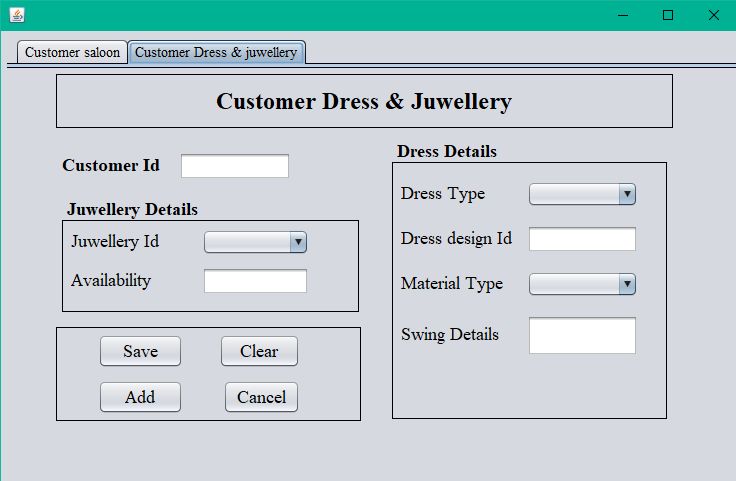 Customer saloon
Customer Dress & juwellery
Customer Dress & Juwellery
Customer Id
Juwellery Details
Juwellery Id
Availability
Save
Clear
Add
Cancel
Dress Details
Dress Type
Dress design Id
Material Type
Swing Details